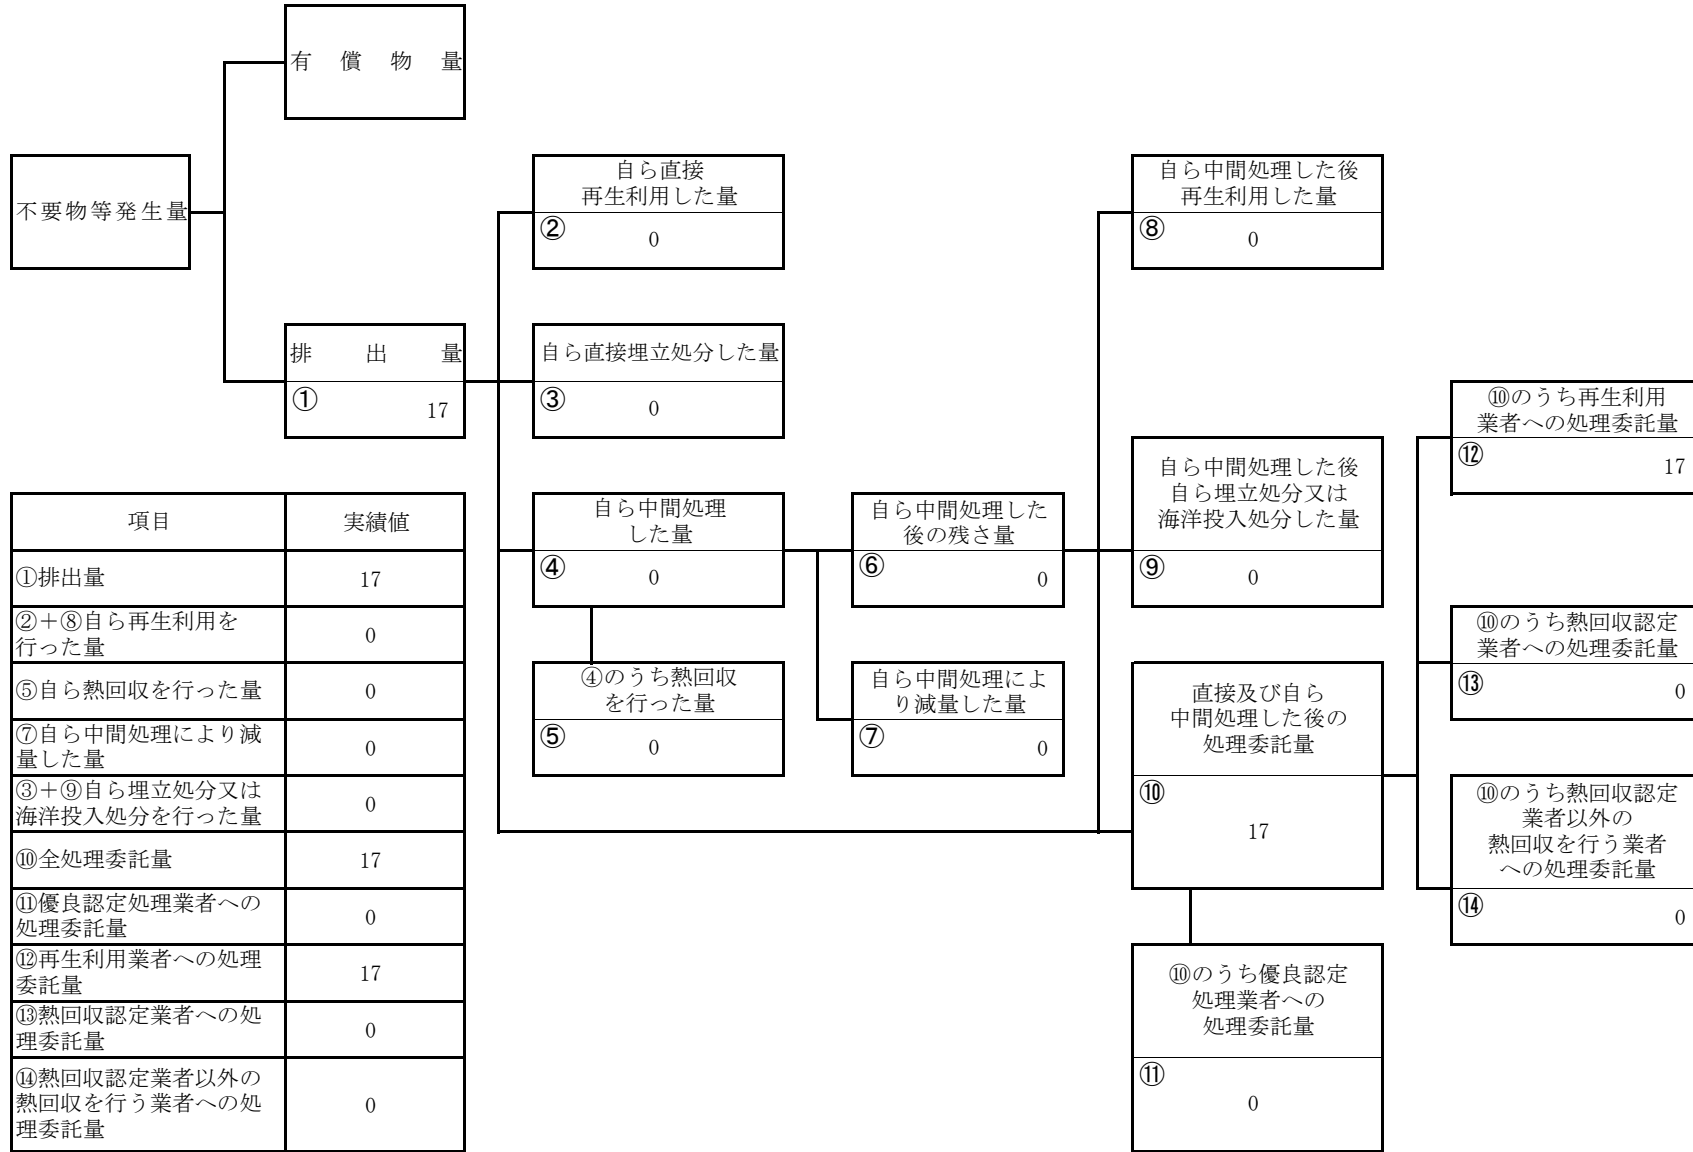 有償物量
不要物等発生量
排出量
①
17
自ら直接
再生利用した量
②
0
自ら直接埋立処分した量
③
0
自ら中間処理
した量
④
0
④のうち熱回収
を行った量
⑤
0
自ら中間処理した
後の残さ量
⑥
0
自ら中間処理によ
り減量した量
⑦
0
自ら中間処理した後
再生利用した量
⑧
0
自ら中間処理した後
自ら埋立処分又は
海洋投入処分した量
⑨
0
直接及び自ら
中間処理した後の
処理委託量
⑩
17
⑩のうち優良認定
処理業者への
処理委託量
⑪
0
⑩のうち再生利用
業者への処理委託量
⑫
17
⑩のうち熱回収認定
業者への処理委託量
⑬
0
⑩のうち熱回収認定
業者以外の
熱回収を行う業者
への処理委託量
⑭
0
項目 実績値
①排出量 17
②＋⑧自ら再生利用を
行った量 0
⑤自ら熱回収を行った量 0
⑦自ら中間処理により減
量した量 0
③＋⑨自ら埋立処分又は
海洋投入処分を行った量 0
⑩全処理委託量 17
⑪優良認定処理業者への
処理委託量 0
⑫再生利用業者への処理
委託量 17
⑬熱回収認定業者への処
理委託量 0
⑭熱回収認定業者以外の
熱回収を行う業者への処
理委託量 0